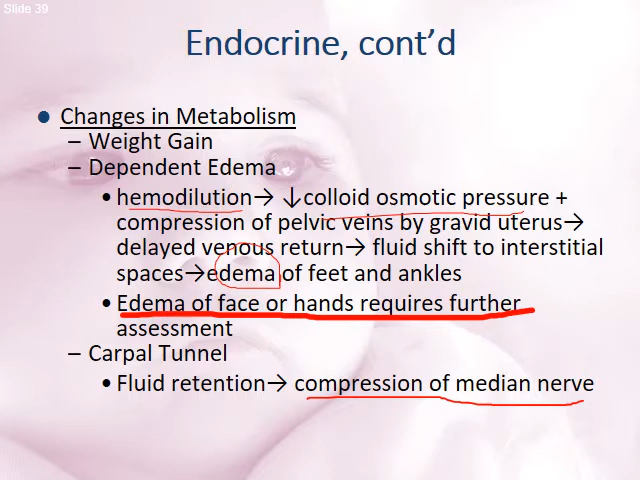 Slide 39
Endocrine, cont’d
• Changes in Metabolism
– Weight Gain
– Dependent Edema
• hemodilution→ ↓colloid osmotic pressure +
compression of pelvic veins by gravid uterus→
delayed venous return→ fluid shift to interstitial
spaces→edema of feet and ankles
• Edema of face or hands requires further
assessment
– Carpal Tunnel
• Fluid retention→ compression of median nerve